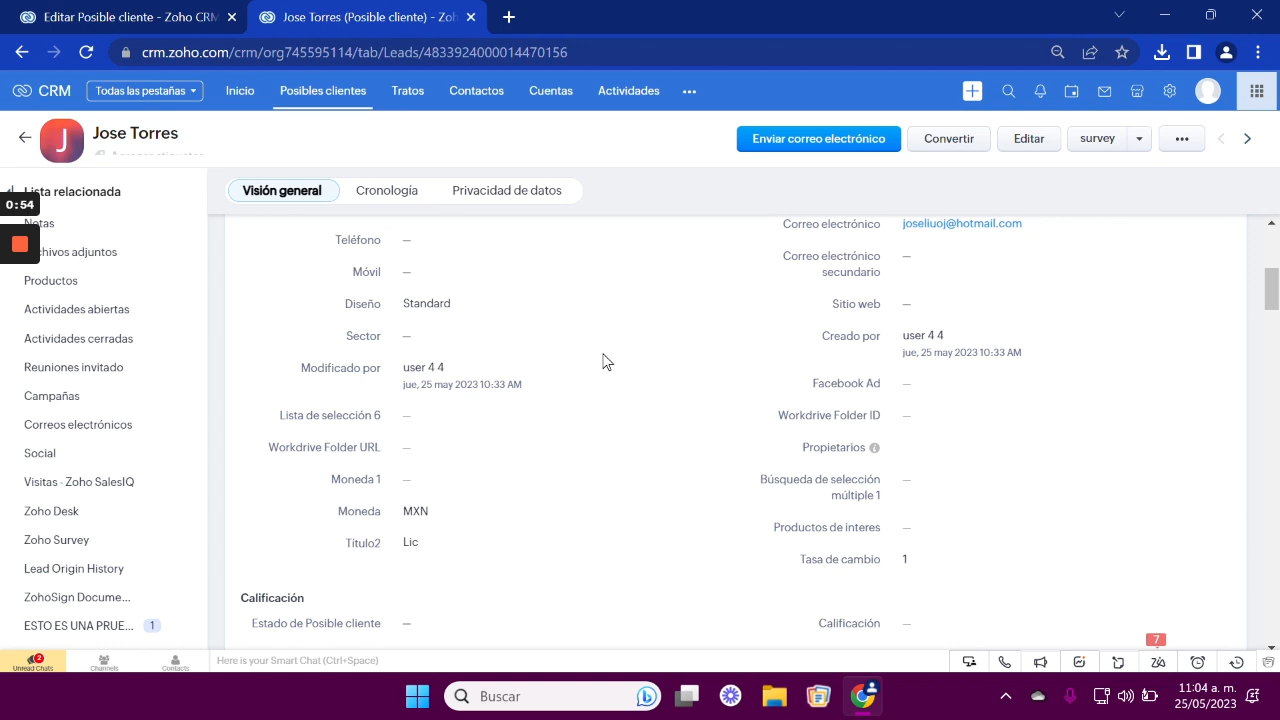 Editar Posible cliente - Zoho CRM
Jose Torres (Posible cliente) - Zoh
crm.zoho.com/crm/org745595114/tab/Leads/4833924000014470156
CRM
Todas las pestañas
Inicio
Posibles clientes
Tratos
Contactos
Cuentas
Actividades
J
Jose Torres
Enviar correo electrónico
Convertir
Editar
survey
Lista relacionada
Visión general
Cronología
Privacidad de datos
0:54
Notas
chivos adjuntos
Productos
Actividades abiertas
Actividades cerradas
Reuniones invitado
Campañas
Correos electrónicos
Social
Visitas - Zoho SalesIQ
Zoho Desk
Zoho Survey
Lead Origin History
ZohoSign Docume...
ESTO ES UNA PRUE... 1
Teléfono —
Móvil —
Diseño Standard
Sector —
Modificado por user 4 4
jue, 25 may 2023 10:33 AM
Lista de selección 6 —
Workdrive Folder URL —
Moneda 1 —
Moneda MXN
Título2 Lic
Correo electrónico joseliuoj@hotmail.com
Correo electrónico
secundario —
Sitio web —
Creado por user 4 4
jue, 25 may 2023 10:33 AM
Facebook Ad —
Workdrive Folder ID —
Propietarios
Búsqueda de selección —
múltiple 1
Productos de interes —
Tasa de cambio 1
Calificación
Estado de Posible cliente —
Calificación —
2
Unread Chats
Channels
Contacts
Here is your Smart Chat (Ctrl+Space)
7
Buscar
11:04 a. m.
25/05/2023